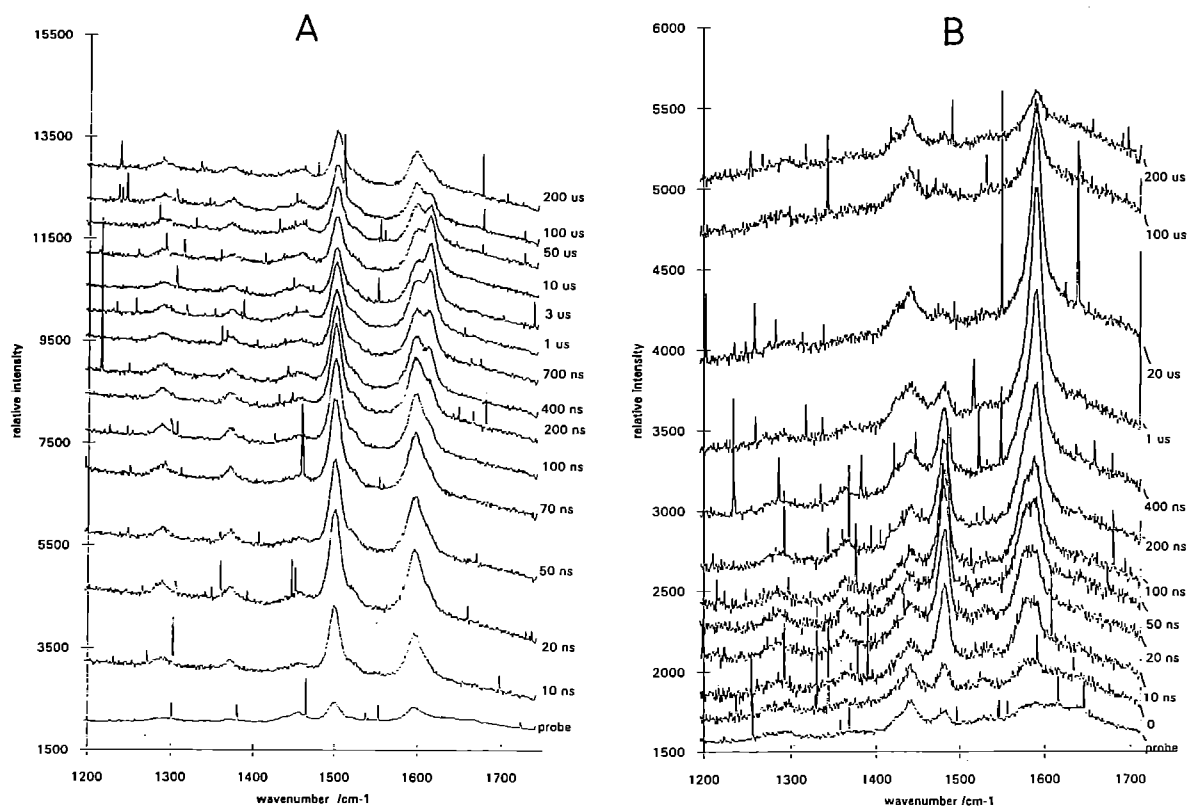 A
15500
13500
11500
9500
7500
5500
3500
1500
relative intensity
200 us
100 us
50 us
10 us
3 us
1 us
700 ns
400 ns
200 ns
100 ns
70 ns
50 ns
20 ns
10 ns
probe
1200 1300 1400 1500 1600 1700
wavenumber /cm-1
B
6000
5500
5000
4500
4000
3500
3000
2500
2000
1500
relative intensity
200 us
100 us
20 us
1 us
400 ns
200 ns
100 ns
50 ns
20 ns
10 ns
0
probe
1200 1300 1400 1500 1600 1700
wavenumber /cm-1